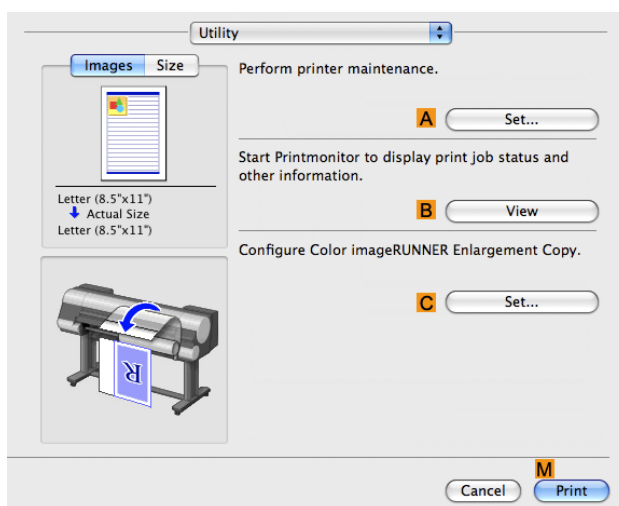 Utility
Images Size
Perform printer maintenance.
A Set...
Start Printmonitor to display print job status and
other information.
Letter (8.5"x11")
Actual Size
Letter (8.5"x11")
B View
Configure Color imageRUNNER Enlargement Copy.
C Set...
R
M
Cancel Print